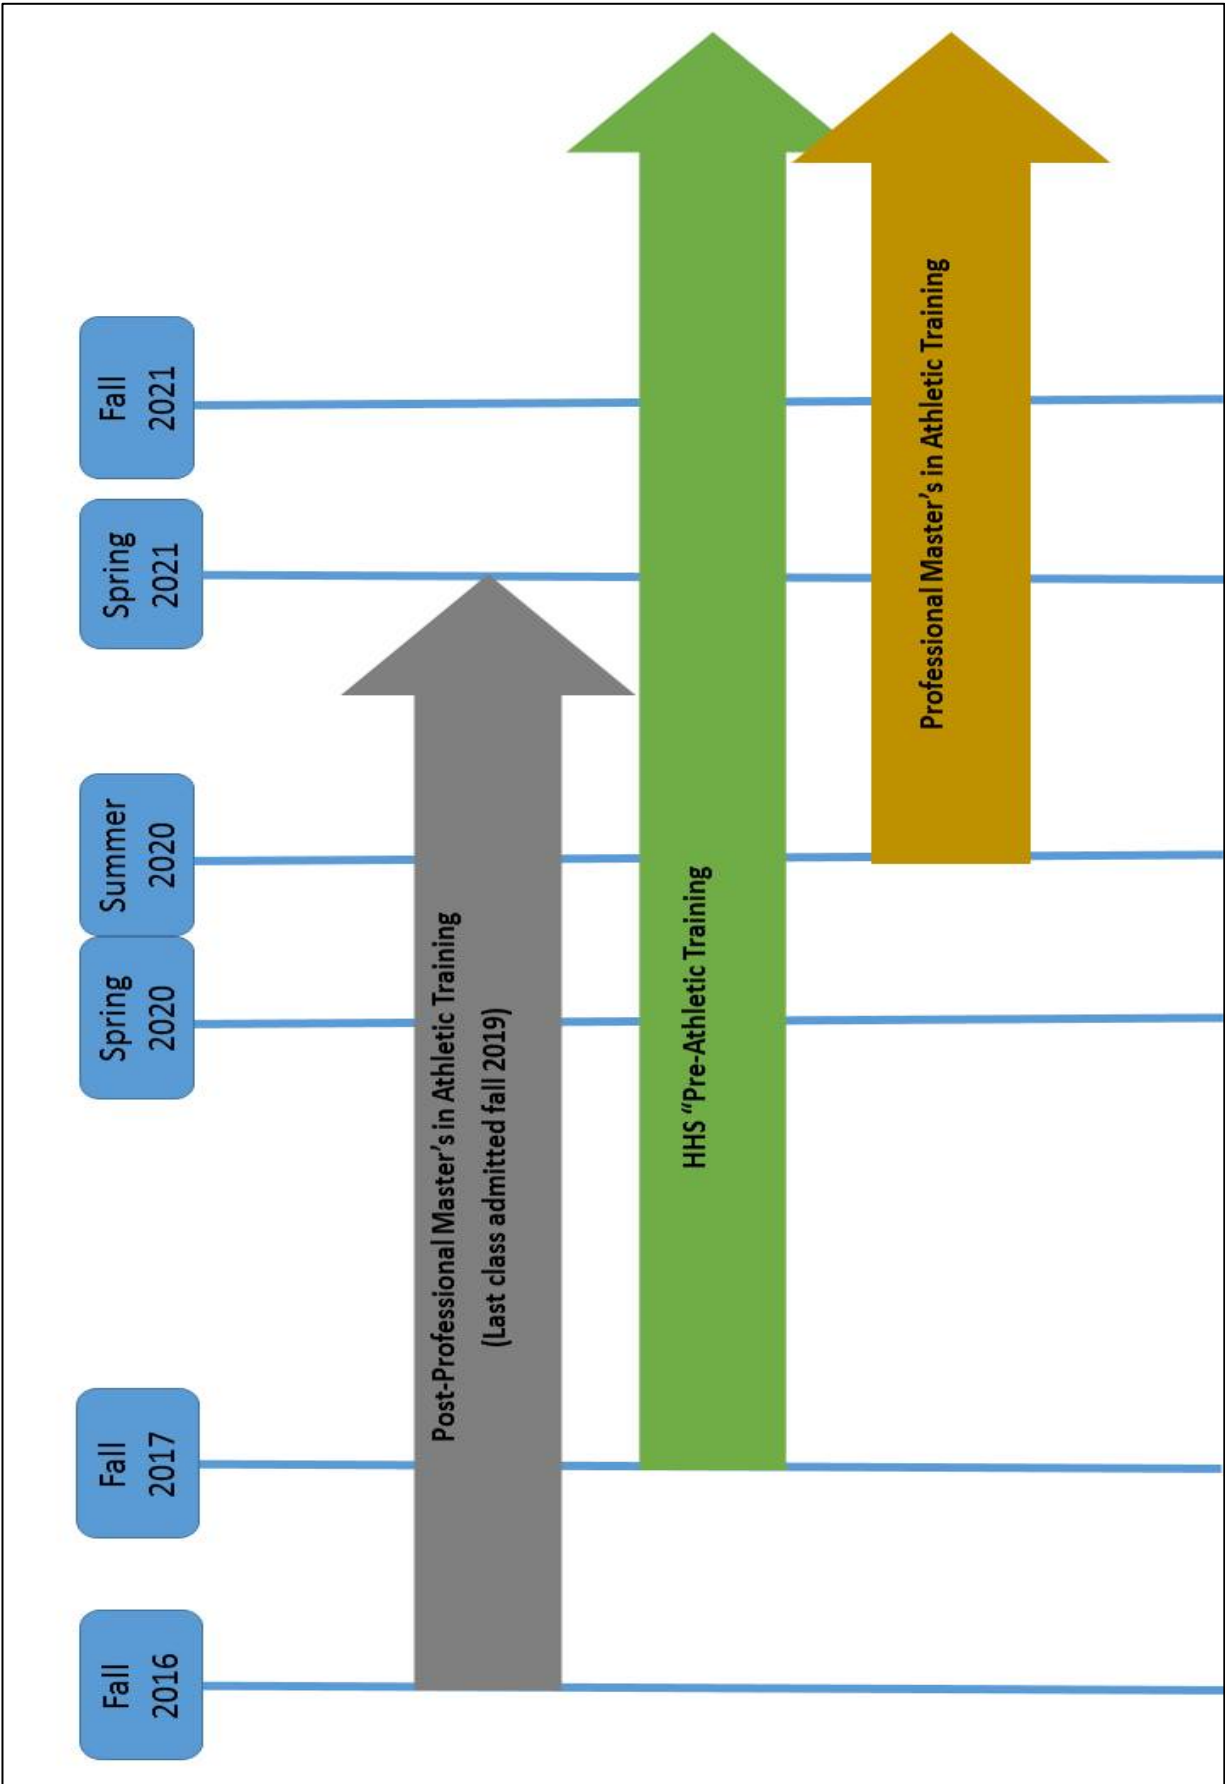 Fall
2016
Fall
2017
Spring
2020
Summer
2020
Spring
2021
Fall
2021
Post-Professional Master’s in Athletic Training
(Last class admitted fall 2019)
HHS “Pre-Athletic Training
Professional Master’s in Athletic Training